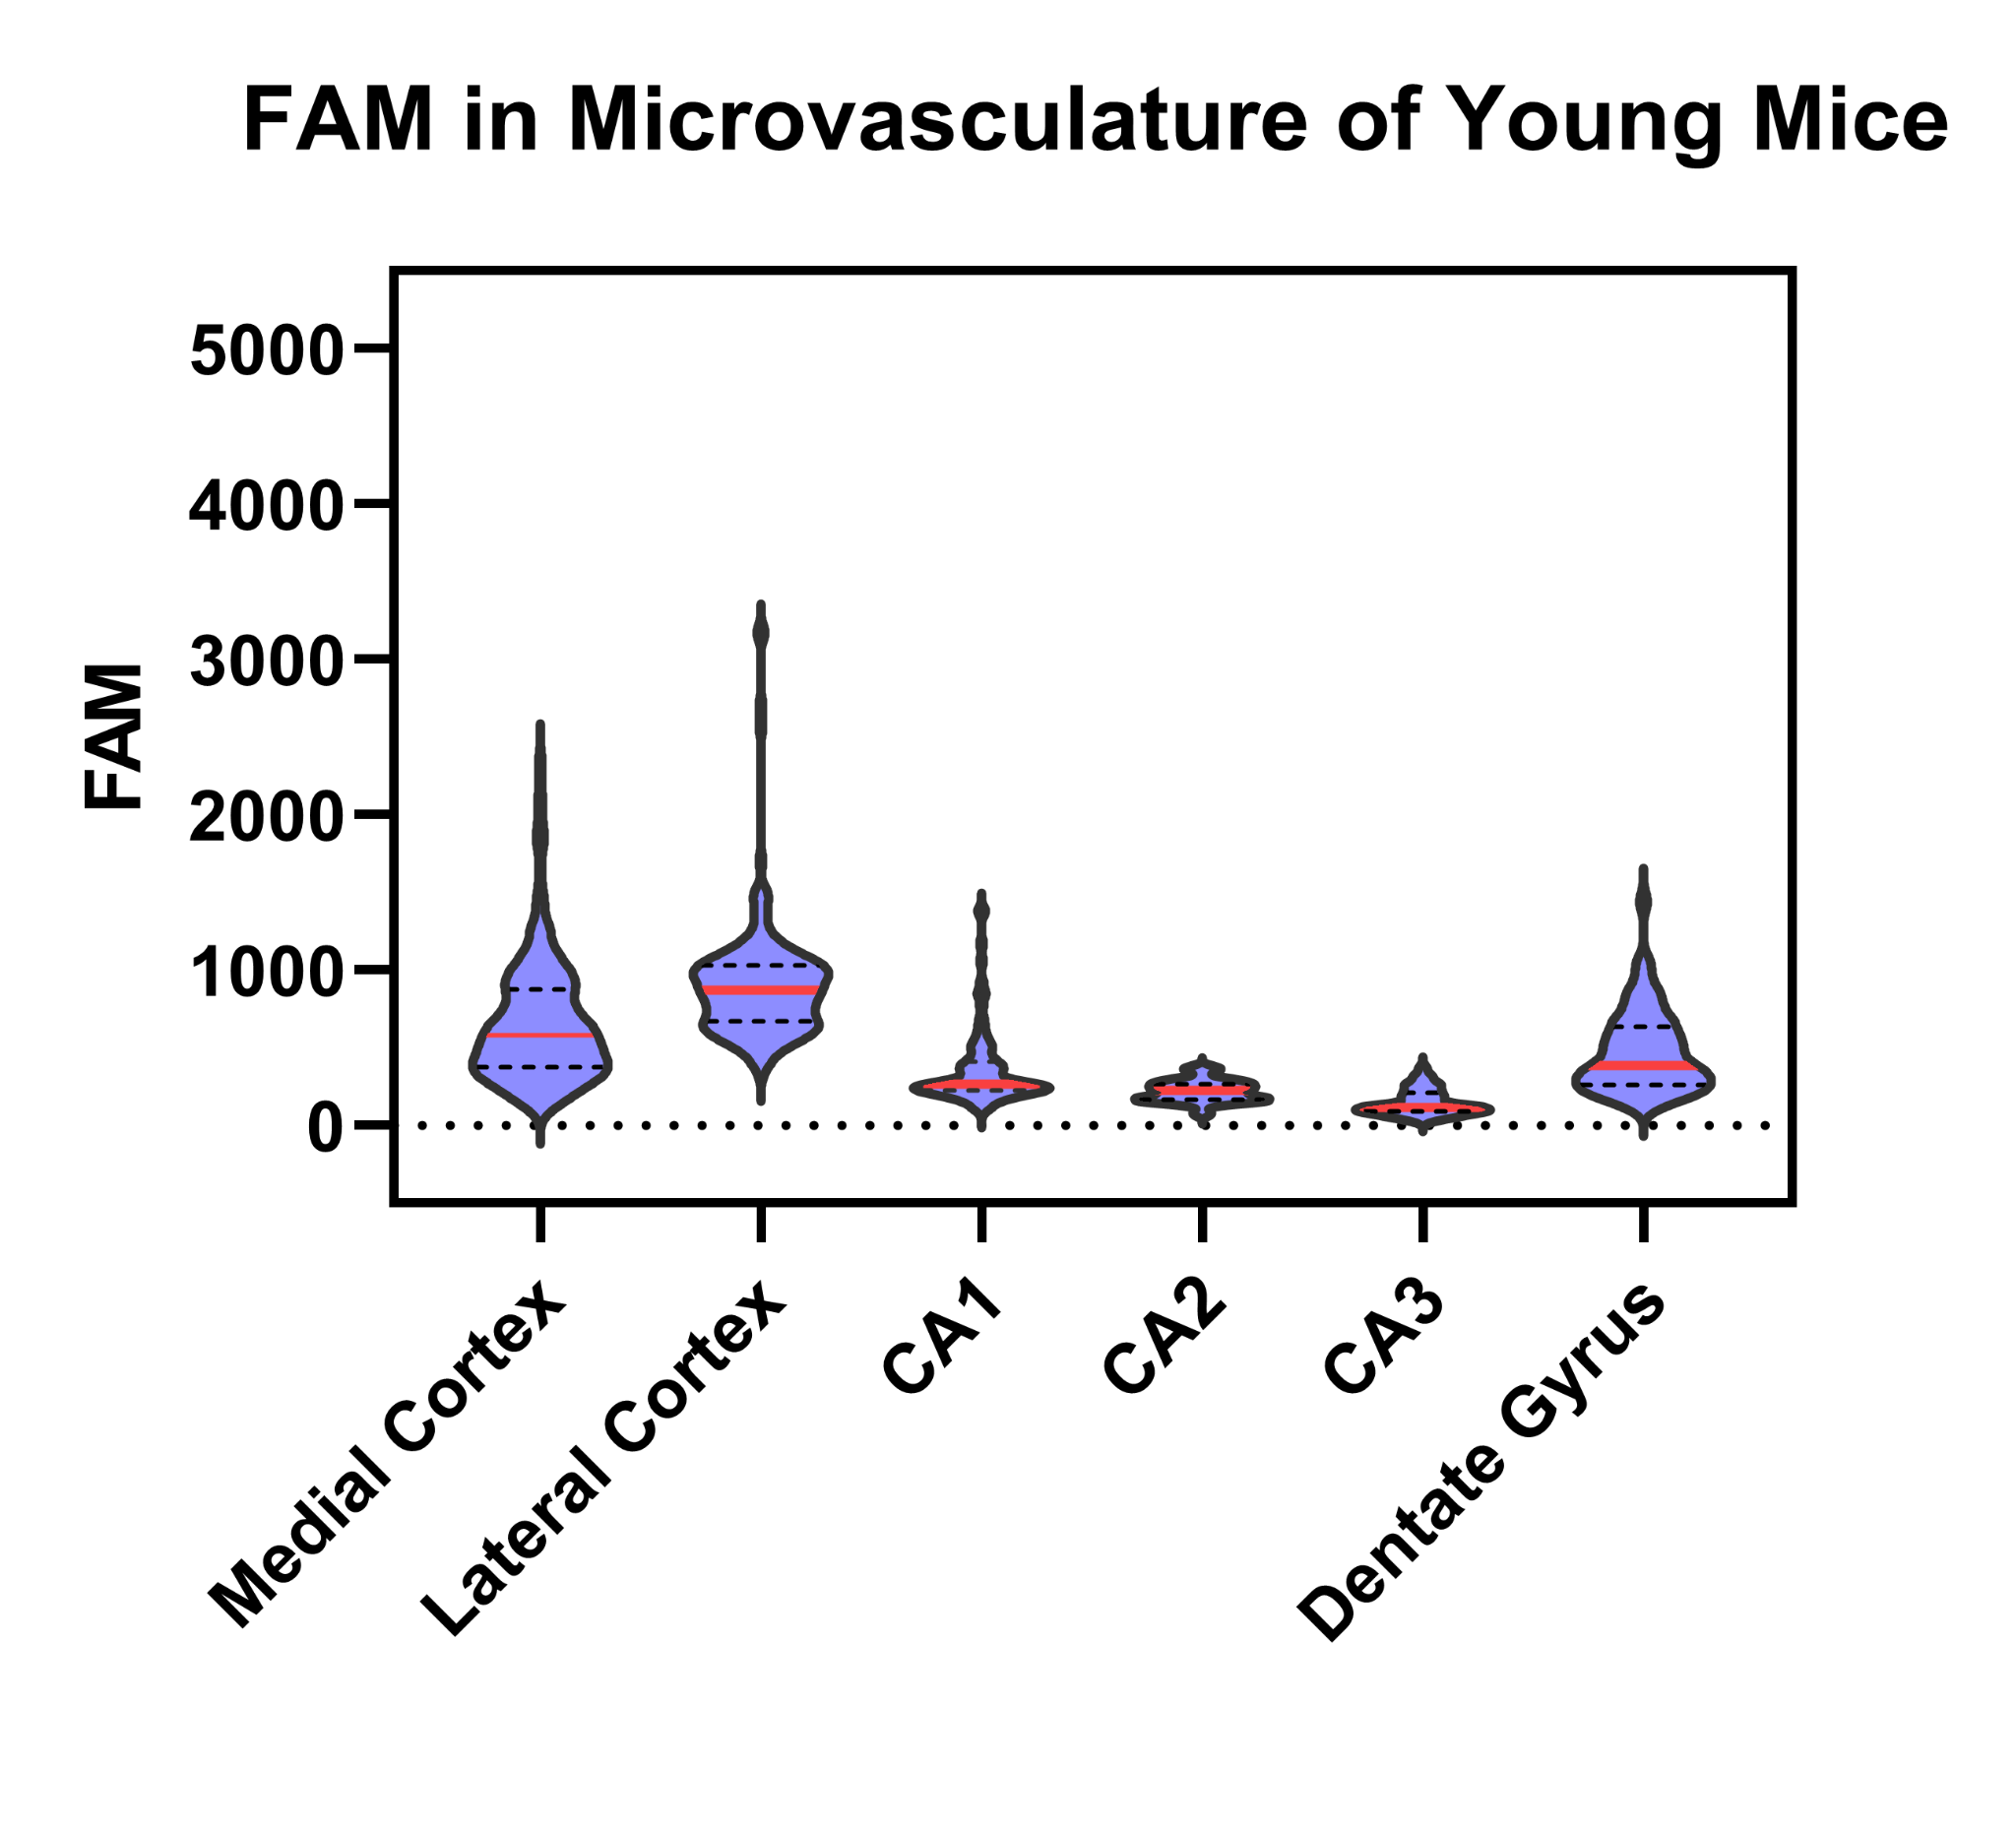 FAM in Microvasculature of Young Mice
FAM
5000
4000
3000
2000
1000
0
Medial Cortex
Lateral Cortex
CA1
CA2
CA3
Dentate Gyrus